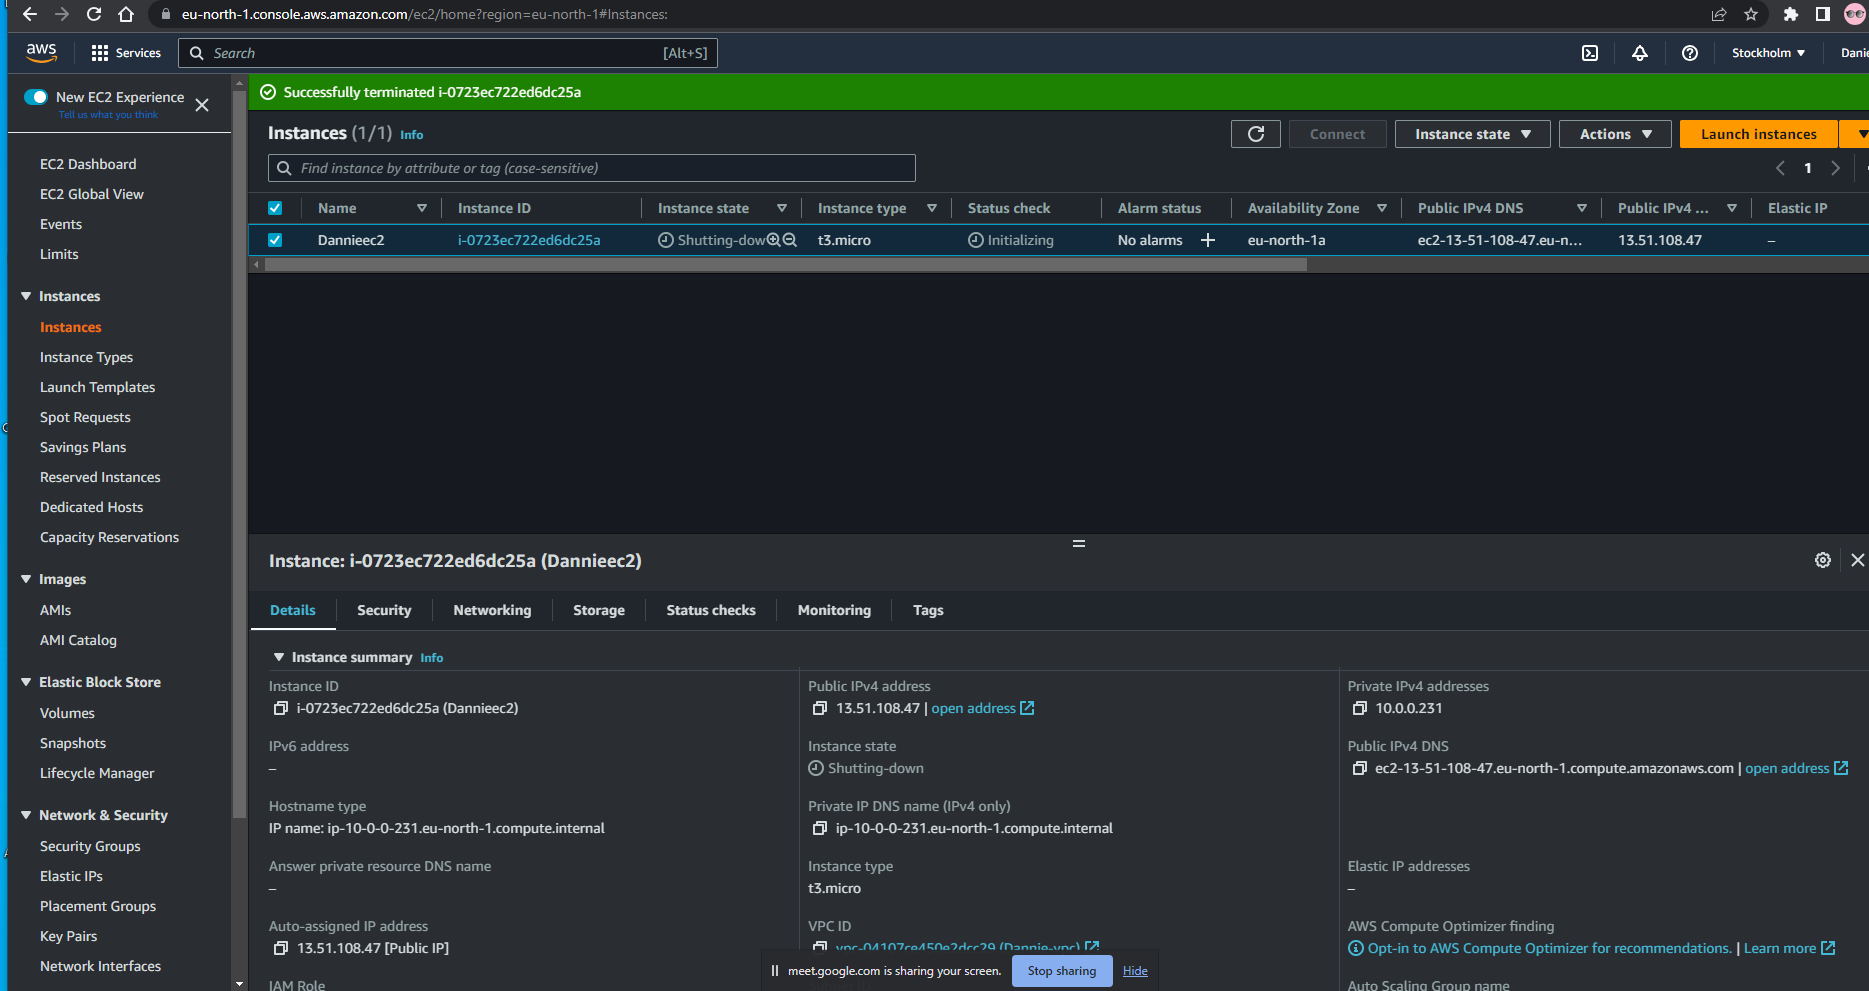 eu-north-1.console.aws.amazon.com/ec2/home?region=eu-north-1#Instances:
aws
Services
Search
[Alt+S]
Stockholm
New EC2 Experience
Tell us what you think
EC2 Dashboard
EC2 Global View
Events
Limits
Instances
Instances
Instance Types
Launch Templates
Spot Requests
Savings Plans
Reserved Instances
Dedicated Hosts
Capacity Reservations
Images
AMIs
AMI Catalog
Elastic Block Store
Volumes
Snapshots
Lifecycle Manager
Network & Security
Security Groups
Elastic IPs
Placement Groups
Key Pairs
Network Interfaces
Successfully terminated i-0723ec722ed6dc25a
Instances (1/1) Info
Connect
Instance state
Actions
Launch instances
Find instance by attribute or tag (case-sensitive)
1
Name Instance ID Instance state Instance type Status check Alarm status Availability Zone Public IPv4 DNS Public IPv4 ... Elastic IP
Dannieec2 i-0723ec722ed6dc25a Shutting-dow t3.micro Initializing No alarms + eu-north-1a ec2-13-51-108-47.eu-n... 13.51.108.47 –
Instance: i-0723ec722ed6dc25a (Dannieec2)
Details Security Networking Storage Status checks Monitoring Tags
Instance summary Info
Instance ID
i-0723ec722ed6dc25a (Dannieec2)
Public IPv4 address
13.51.108.47 | open address
Private IPv4 addresses
10.0.0.231
IPv6 address
–
Instance state
Shutting-down
Public IPv4 DNS
ec2-13-51-108-47.eu-north-1.compute.amazonaws.com | open address
Hostname type
IP name: ip-10-0-0-231.eu-north-1.compute.internal
Private IP DNS name (IPv4 only)
ip-10-0-0-231.eu-north-1.compute.internal
Answer private resource DNS name
–
Instance type
t3.micro
Elastic IP addresses
–
Auto-assigned IP address
13.51.108.47 [Public IP]
VPC ID
vpc-04107ce450e2dcc29 (Dannie-vpc)
AWS Compute Optimizer finding
Opt-in to AWS Compute Optimizer for recommendations. | Learn more
IAM Role
Auto Scaling Group name
meet.google.com is sharing your screen.
Stop sharing
Hide